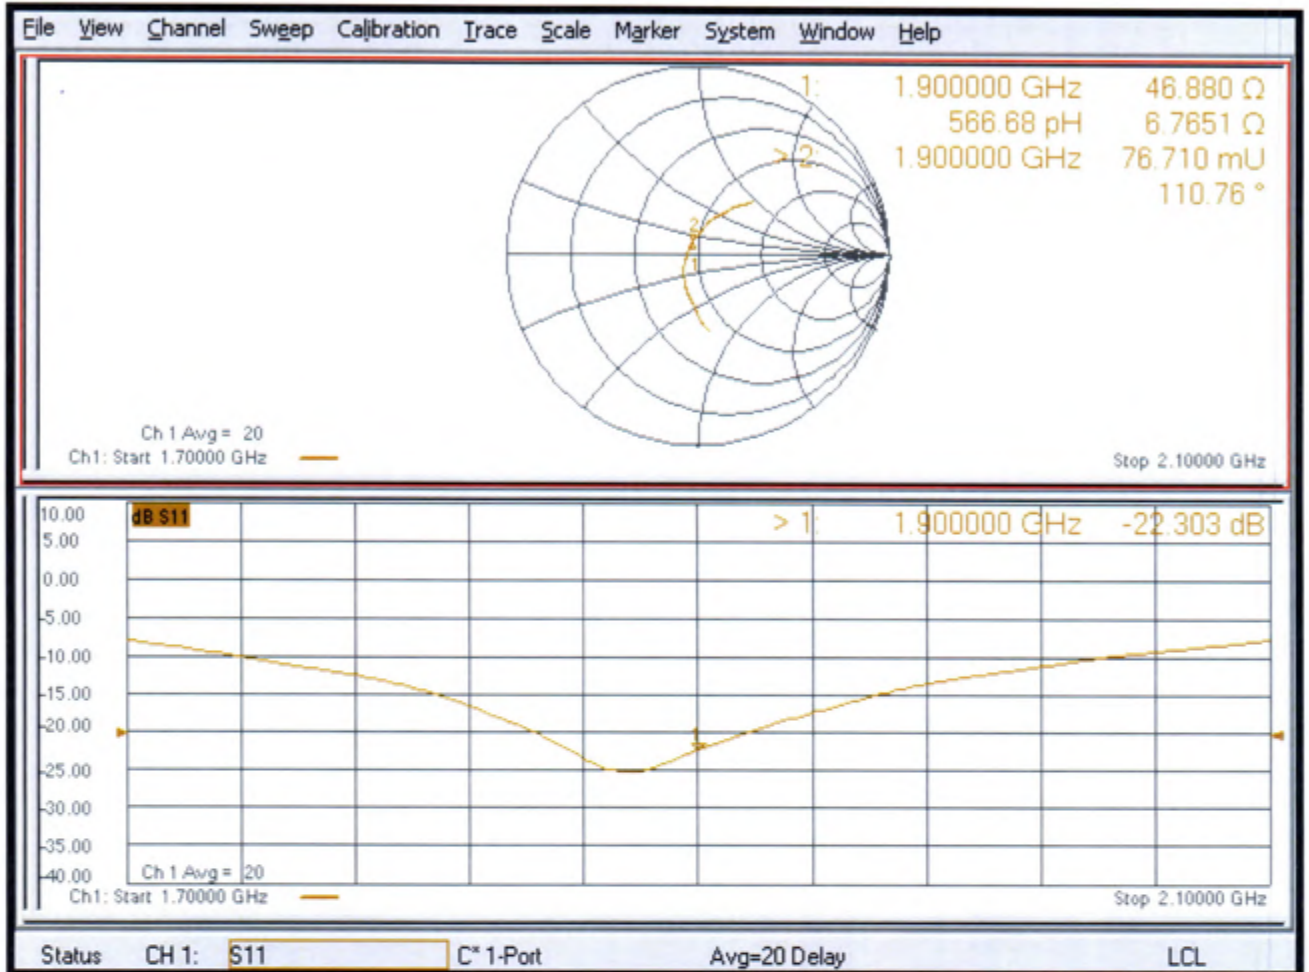 File View Channel Sweep Calibration Trace Scale Marker System Window Help
1: 1.900000 GHz 46.880 Ω
566.68 pH 6.7651 Ω
> 2: 1.900000 GHz 76.710 mU
110.76 °
2
1
Ch 1 Avg = 20
Ch1: Start 1.70000 GHz
Stop 2.10000 GHz
10.00
dB S11
> 1: 1.900000 GHz -22.303 dB
5.00
0.00
-5.00
-10.00
-15.00
-20.00
1
-25.00
-30.00
-35.00
-40.00
Ch 1 Avg = 20
Ch1: Start 1.70000 GHz
Stop 2.10000 GHz
Status CH 1: S11 C* 1-Port Avg=20 Delay LCL